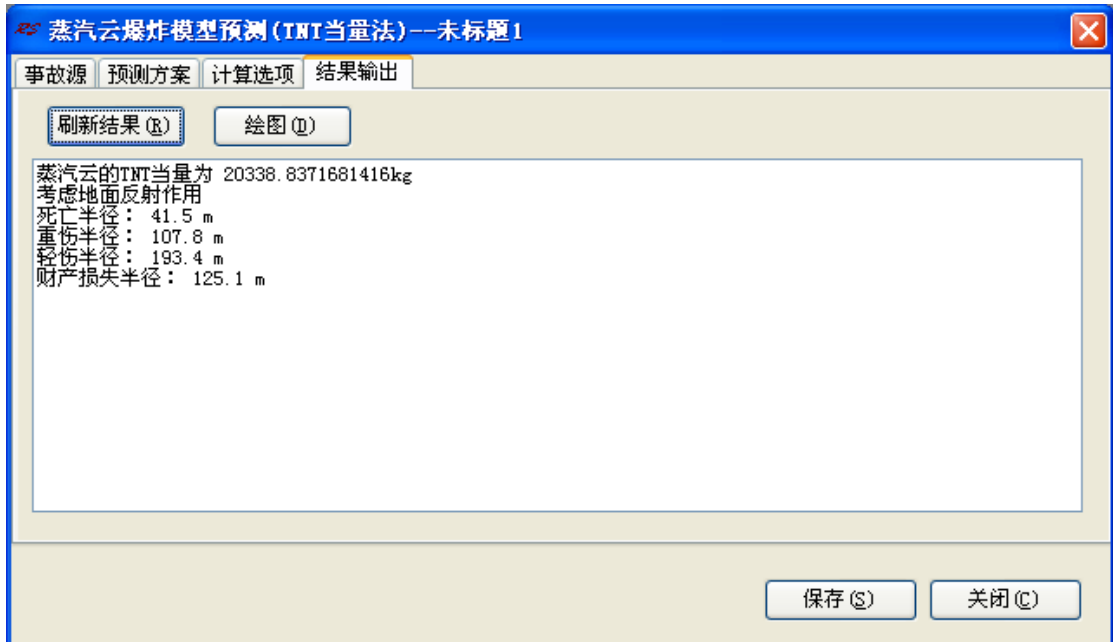 RS 蒸汽云爆炸模型预测(TNT当量法)--未标题1
事故源 预测方案 计算选项 结果输出
刷新结果(R) 绘图(D)
蒸汽云的TNT当量为 20338.8371681416kg
考虑地面反射作用
死亡半径： 41.5 m
重伤半径： 107.8 m
轻伤半径： 193.4 m
财产损失半径： 125.1 m
保存(S) 关闭(C)